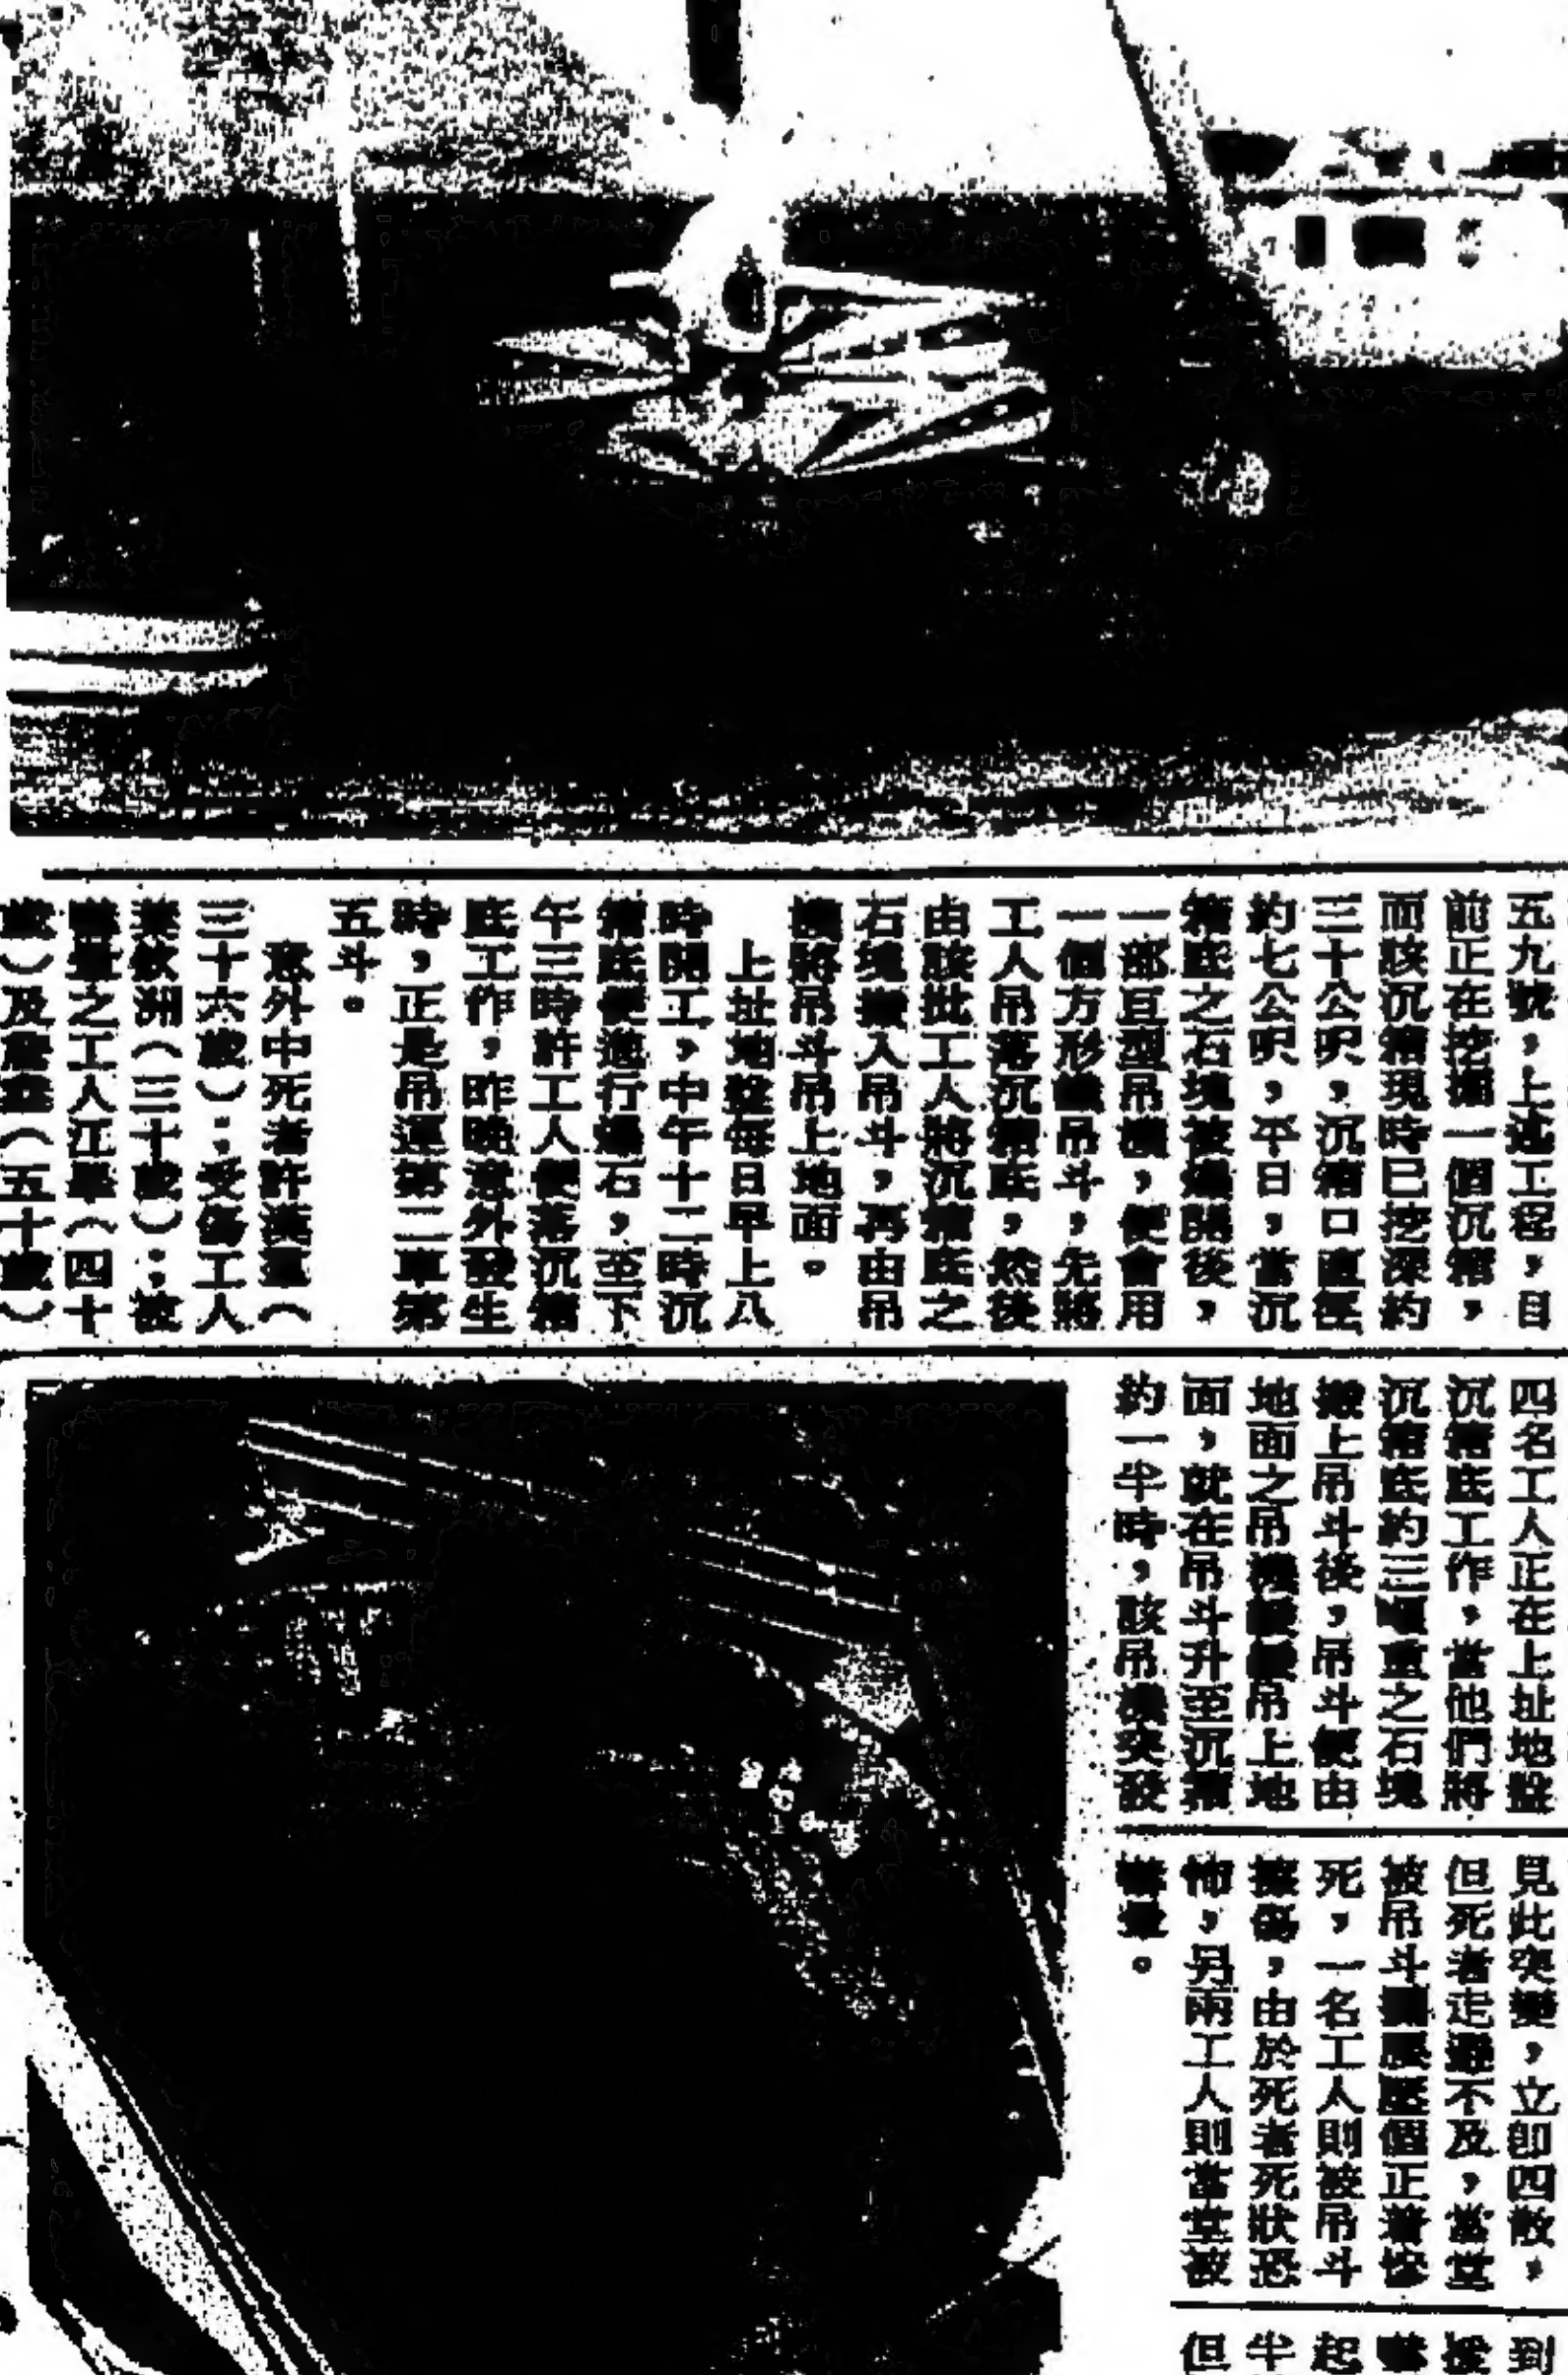 五九號，上述工程，目
前正在挖掘一個沉箱，
而該沉箱現時已挖深約
三十公呎，沉箱口直徑
約七公呎，平日，當沉
箱底之石塊被爆開後，
一部巨型吊機，便會用
一個方形鐵吊斗，先將
工人吊落沉箱底，然後
由該批工人將沉箱底之
石塊搬入吊斗，再由吊
機將吊斗吊上地面。
上址地盤每日早上八
時開工，中午十二時沉
箱底便進行爆石，至下
午三時許工人便落沉箱
底工作，昨晚意外發生
時，正是吊運第二車第
五斗。
意外中死者許漢（
三十六歲）；受傷工人
洲（三十歲）；被
嚇暈之工人江（四十
歲）及（五十歲）
四名工人正在上址地盤
沉箱底工作，當他們將
沉箱底約三噸重之石塊
搬上吊斗後，吊斗便由
地面之吊機緩緩吊上地
面，就在吊斗升至沉箱
約一半時，該吊機突發
見此突變，立即四散，
但死者走避不及，當堂
被吊斗攔腰壓個正着慘
死，一名工人則被吊斗
擦傷，由於死者死狀恐
怖，另兩工人則當堂被
嚇暈。
到
起
半
但